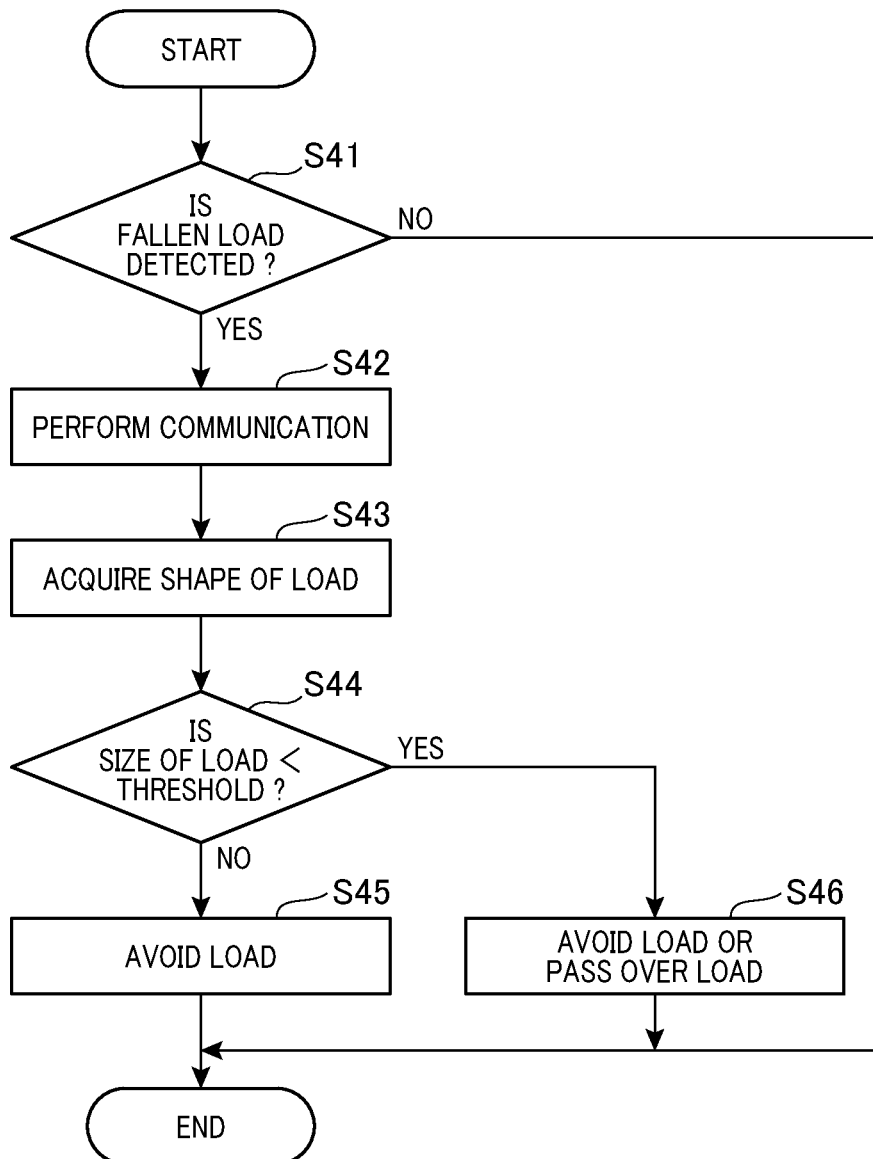 START
S41
IS
FALLEN LOAD
DETECTED ?
NO
YES
S42
PERFORM COMMUNICATION
S43
ACQUIRE SHAPE OF LOAD
S44
IS
SIZE OF LOAD <
THRESHOLD ?
YES
NO
S45
AVOID LOAD
S46
AVOID LOAD OR
PASS OVER LOAD
END